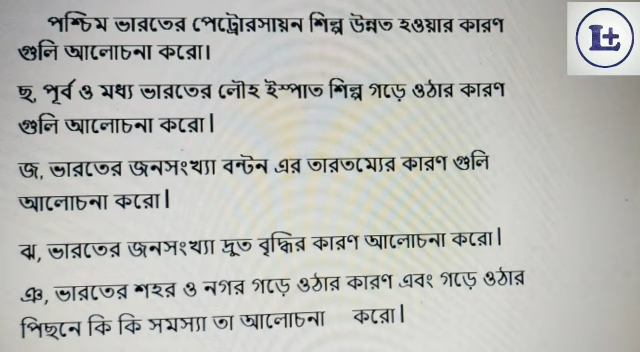 পশ্চিম ভারতের পেট্রোরসায়ন শিল্প উন্নত হওয়ার কারণ
গুলি আলোচনা করো।
ছ, পূর্ব ও মধ্য ভারতের লৌহ ইস্পাত শিল্প গড়ে ওঠার কারণ
গুলি আলোচনা করো।
জ, ভারতের জনসংখ্যা বন্টন এর তারতম্যের কারণ গুলি
আলোচনা করো।
ঝ, ভারতের জনসংখ্যা দ্রুত বৃদ্ধির কারণ আলোচনা করো।
ঞ, ভারতের শহর ও নগর গড়ে ওঠার কারণ এবং গড়ে ওঠার
পিছনে কি কি সমস্যা তা আলোচনা করো।
L+